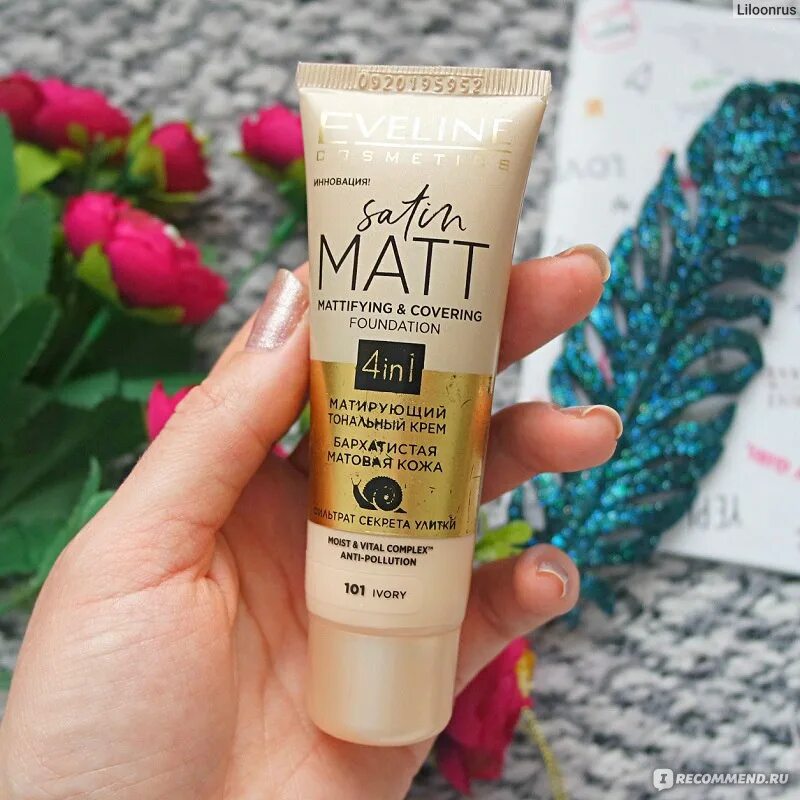 Liloonrus
0920195952
EVELINE
COSMETICS
ИННОВАЦИЯ!
satin
MATT
MATTIFYING & COVERING
FOUNDATION
4in1
МАТИРУЮЩИЙ
ТОНАЛЬНЫЙ КРЕМ
БАРХАТИСТАЯ
МАТОВАЯ КОЖА
ФИЛЬТРАТ СЕКРЕТА УЛИТКИ
MOIST & VITAL COMPLEX™
ANTI-POLLUTION
101 IVORY
GIRL
I RECOMMEND.RU